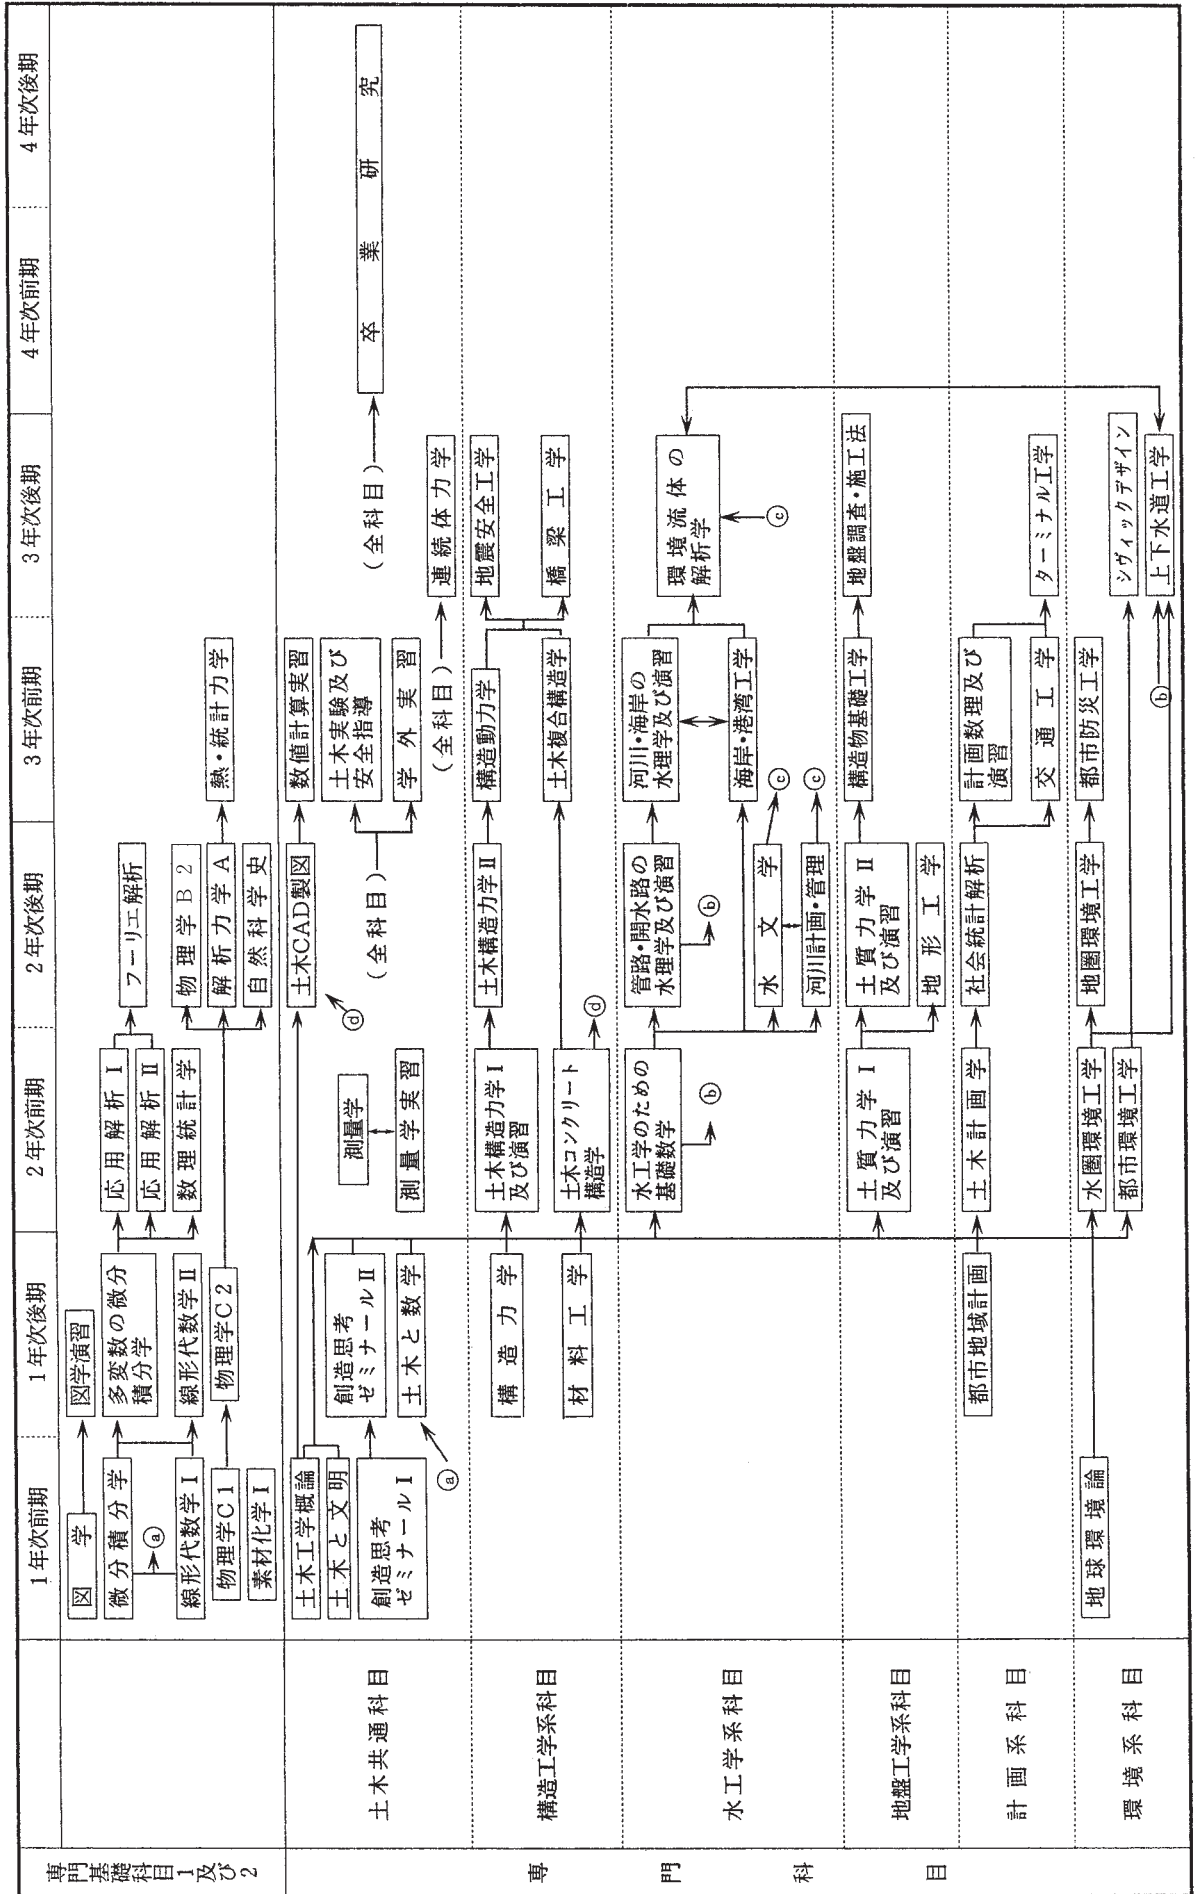 1年次前期
1年次後期
2年次前期
2年次後期
3年次前期
3年次後期
4年次前期
4年次後期
専門基礎科目1及び2
図学
図学演習
微分積分学
多変数の微分
積分学
応用解析Ⅰ
フーリエ解析
応用解析Ⅱ
ⓐ
線形代数学Ⅰ
線形代数学Ⅱ
数理統計学
物理学B2
物理学C1
物理学C2
解析力学A
熱・統計力学
素材化学Ⅰ
自然科学史
専門科目
土木共通科目
土木工学概論
土木CAD製図
数値計算実習
土木と文明
創造思考
ゼミナールⅡ
測量学
ⓓ
土木実験及び
安全指導
卒業研究
創造思考
ゼミナールⅠ
土木と数学
測量学実習
(全科目)
学外実習
(全科目)
ⓐ
(全科目)
連続体力学
構造工学系科目
構造力学
土木構造力学Ⅰ
及び演習
土木構造力学Ⅱ
構造動力学
地震安全工学
材料工学
土木コンクリート
構造学
ⓓ
土木複合構造学
橋梁工学
水工学系科目
水工学のための
基礎数学
管路・開水路の
水理学及び演習
河川・海岸の
水理学及び演習
環境流体の
解析学
ⓑ
ⓑ
海岸・港湾工学
水文学
ⓒ
ⓒ
河川計画・管理
ⓒ
地盤工学系科目
土質力学Ⅰ
及び演習
土質力学Ⅱ
及び演習
構造物基礎工学
地盤調査・施工法
地形工学
計画系科目
都市地域計画
土木計画学
社会統計解析
計画数理及び
演習
交通工学
ターミナル工学
環境系科目
地球環境論
水圏環境工学
地圏環境工学
都市防災工学
都市環境工学
シヴィックデザイン
ⓑ
上下水道工学